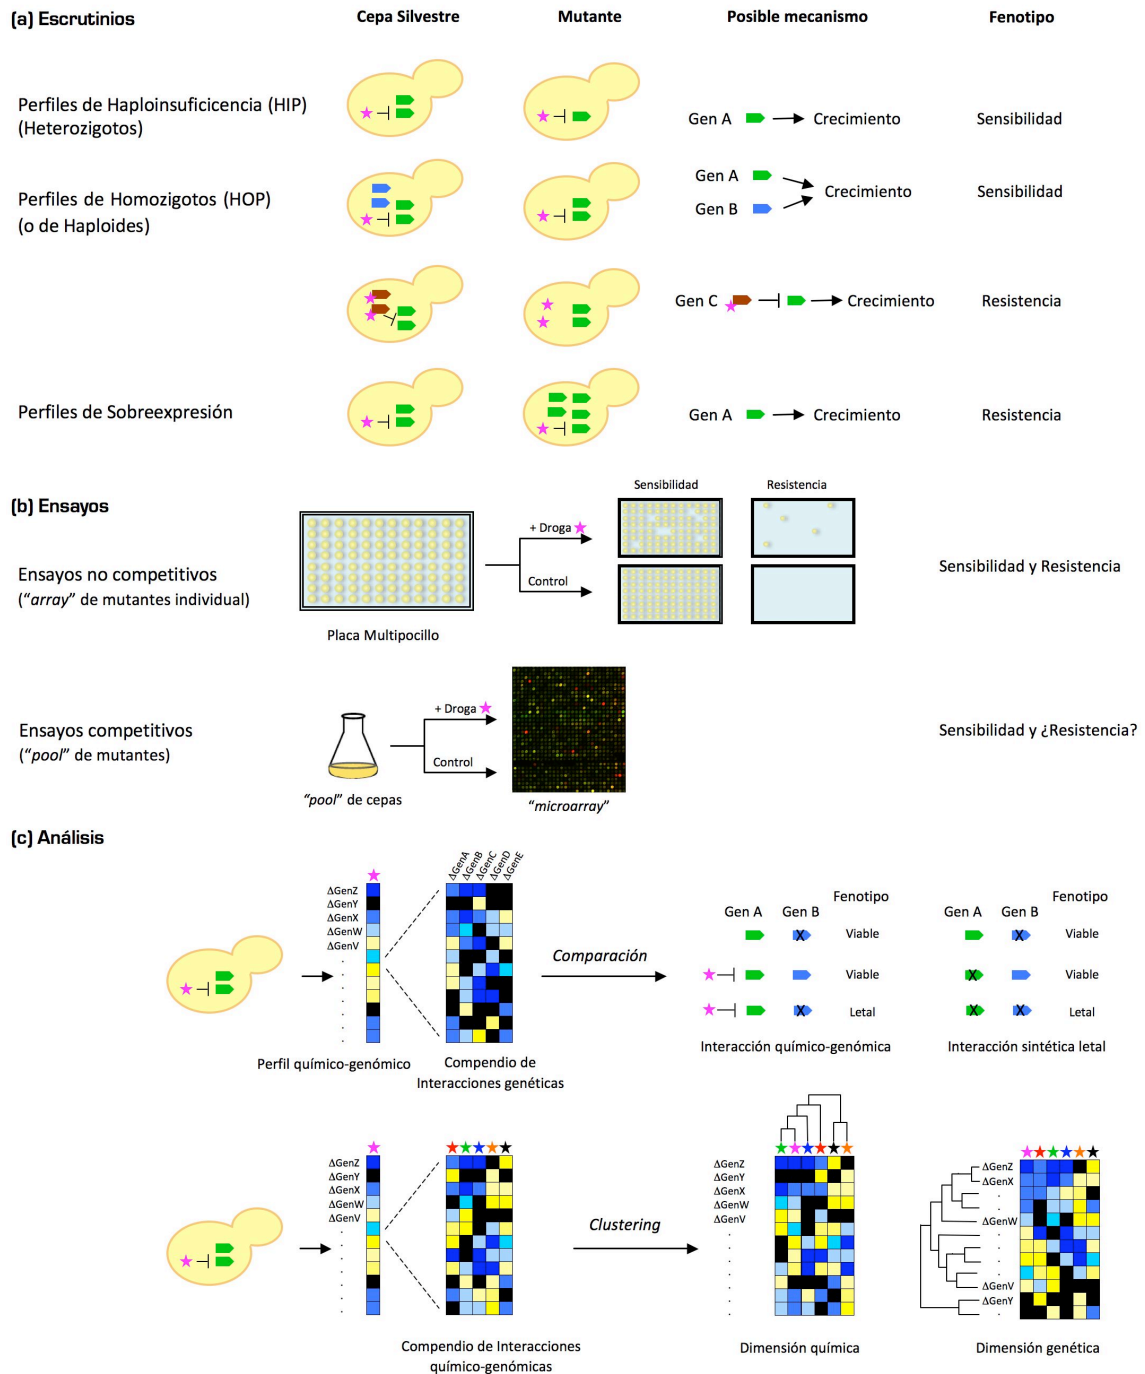 (a) Escrutinios
Cepa Silvestre
Mutante
Posible mecanismo
Fenotipo
Perfiles de Haploinsuficicencia (HIP)
(Heterozigotos)
Gen A
Crecimiento
Sensibilidad
Perfiles de Homozigotos (HOP)
(o de Haploides)
Gen A
Gen B
Crecimiento
Sensibilidad
Gen C
Crecimiento
Resistencia
Perfiles de Sobreexpresión
Gen A
Crecimiento
Resistencia
(b) Ensayos
Sensibilidad
Resistencia
+ Droga
Control
Ensayos no competitivos
("array" de mutantes individual)
Placa Multipocillo
Sensibilidad y Resistencia
Ensayos competitivos
("pool" de mutantes)
+ Droga
Control
"pool" de cepas
"microarray"
Sensibilidad y ¿Resistencia?
(c) Análisis
ΔGenZ
ΔGenY
ΔGenX
ΔGenW
ΔGenV
.
.
.
.
.
.
.
Perfil químico-genómico
ΔGenA
ΔGenB
ΔGenC
ΔGenD
ΔGenE
Compendio de
Interacciones genéticas
Comparación
Fenotipo
Gen A
Gen B
Viable
Viable
Letal
Interacción químico-genómica
Fenotipo
Gen A
Gen B
Viable
Viable
Letal
Interacción sintética letal
ΔGenZ
ΔGenY
ΔGenX
ΔGenW
ΔGenV
.
.
.
.
.
.
.
Compendio de Interacciones
químico-genómicas
Clustering
ΔGenZ
ΔGenY
ΔGenX
ΔGenW
ΔGenV
.
.
.
.
.
.
.
Dimensión química
ΔGenZ
ΔGenX
.
.
ΔGenW
.
.
.
.
ΔGenV
ΔGenY
.
Dimensión genética